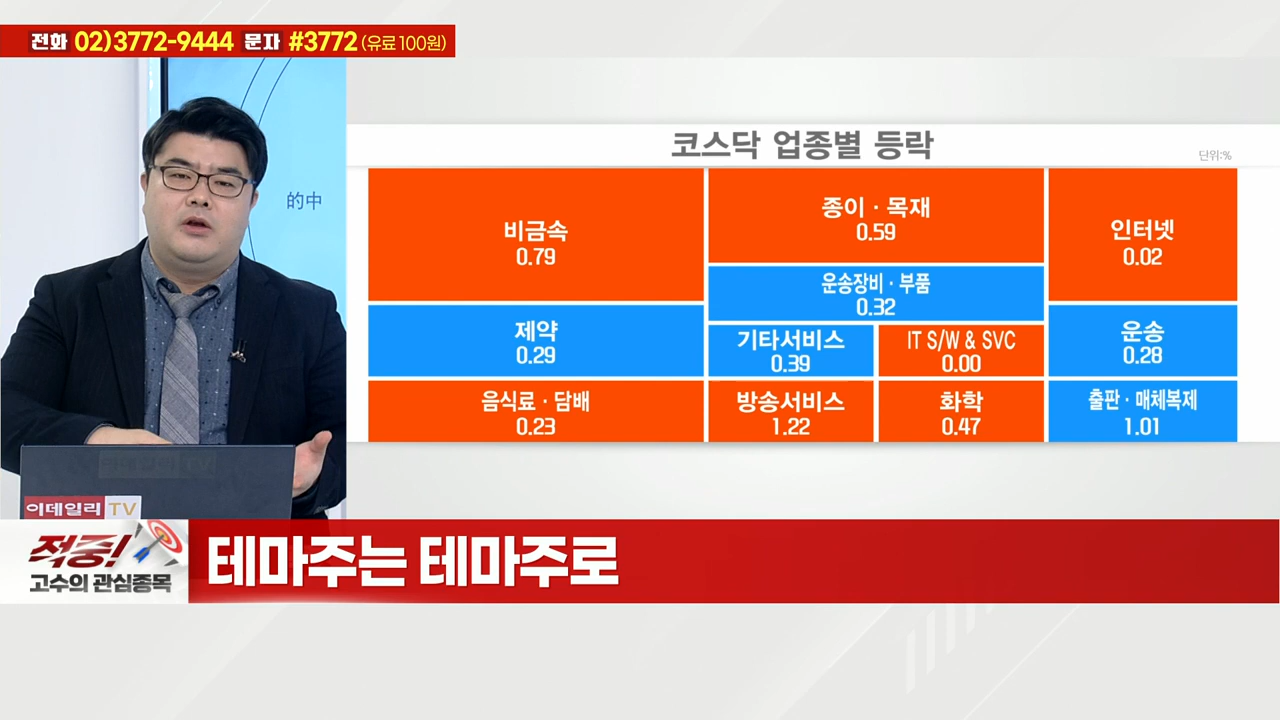 전화 02)3772-9444 문자 #3772 (유료 100원)
的中
코스닥 업종별 등락
단위:%
비금속
0.79
종이 · 목재
0.59
인터넷
0.02
운송장비 · 부품
0.32
제약
0.29
기타서비스
0.39
IT S/W & SVC
0.00
운송
0.28
음식료 · 담배
0.23
방송서비스
1.22
화학
0.47
출판 · 매체복제
1.01
이데일리 TV
적중!
고수의 관심종목
테마주는 테마주로